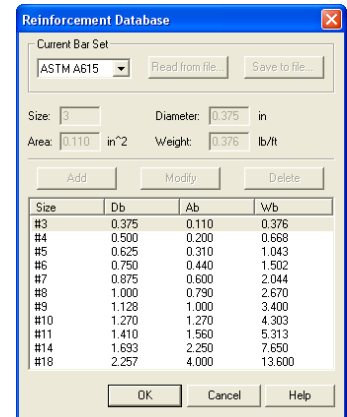 Reinforcement Database
Current Bar Set
ASTM A615 Read from file... Save to file...
Size: 3 Diameter: 0.375 in
Area: 0.110 in^2 Weight: 0.376 lb/ft
Add Modify Delete
Size Db Ab Wb
#3 0.375 0.110 0.376
#4 0.500 0.200 0.668
#5 0.625 0.310 1.043
#6 0.750 0.440 1.502
#7 0.875 0.600 2.044
#8 1.000 0.790 2.670
#9 1.128 1.000 3.400
#10 1.270 1.270 4.303
#11 1.410 1.560 5.313
#14 1.693 2.250 7.650
#18 2.257 4.000 13.600
OK Cancel Help